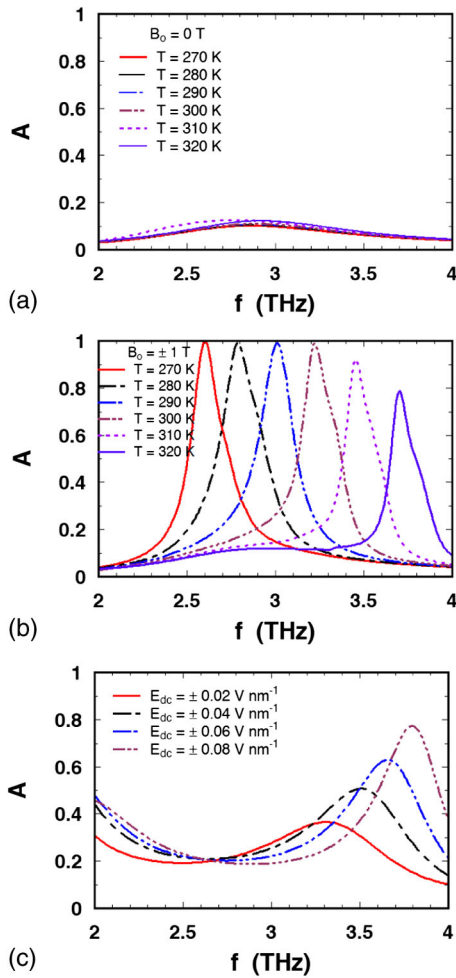 1
B₀ = 0 T
T = 270 K
0.8
T = 280 K
T = 290 K
0.6
T = 300 K
A
T = 310 K
0.4
T = 320 K
0.2
0
2 2.5 3 3.5 4
(a)
f (THz)
1
B₀ = ± 1 T
T = 270 K
0.8
T = 280 K
T = 290 K
0.6
T = 300 K
A
T = 310 K
0.4
T = 320 K
0.2
0
2 2.5 3 3.5 4
(b)
f (THz)
1
E_dc = ± 0.02 V nm⁻¹
0.8
E_dc = ± 0.04 V nm⁻¹
E_dc = ± 0.06 V nm⁻¹
0.6
E_dc = ± 0.08 V nm⁻¹
A
0.4
0.2
0
2 2.5 3 3.5 4
(c)
f (THz)